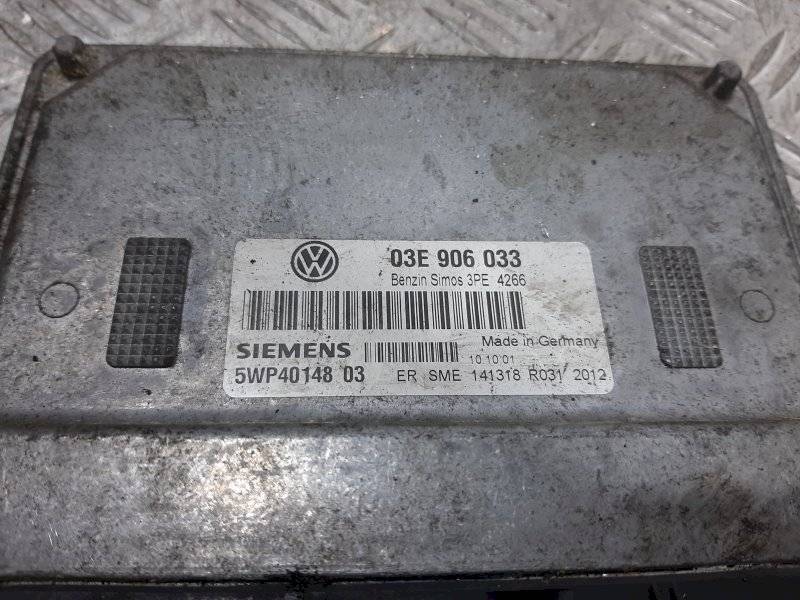 03E 906 033
Benzin Simos 3PE 4266
Made in Germany
SIEMENS
10.10.01
5WP40148 03 ER SME 141318 R031 2012